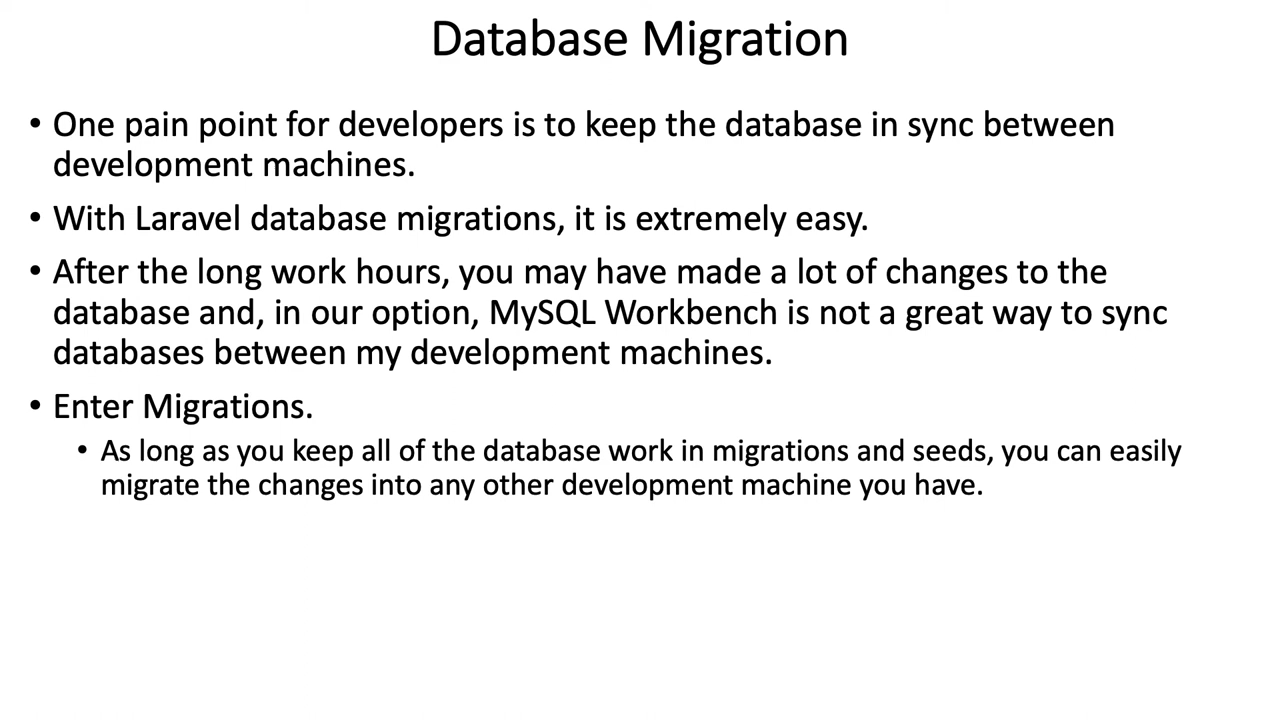 Database Migration
• One pain point for developers is to keep the database in sync between
development machines.
• With Laravel database migrations, it is extremely easy.
• After the long work hours, you may have made a lot of changes to the
database and, in our option, MySQL Workbench is not a great way to sync
databases between my development machines.
• Enter Migrations.
• As long as you keep all of the database work in migrations and seeds, you can easily
migrate the changes into any other development machine you have.